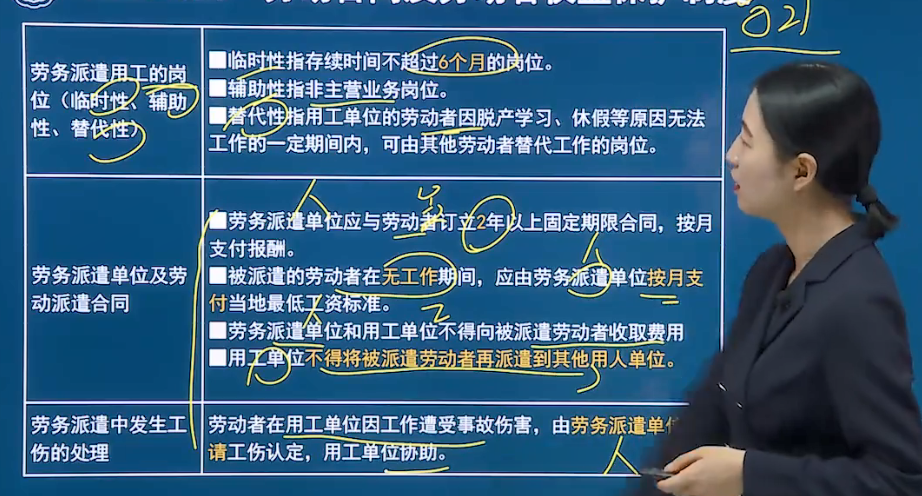 021
劳务派遣用工的岗
位（临时性、辅助
性、替代性）
■临时性指存续时间不超过6个月的岗位。
■辅助性指非主营业务岗位。
■替代性指用工单位的劳动者因脱产学习、休假等原因无法
工作的一定期间内，可由其他劳动者替代工作的岗位。
劳务派遣单位及劳
动派遣合同
■劳务派遣单位应与劳动者订立2年以上固定期限合同，按月
支付报酬。
■被派遣的劳动者在无工作期间，应由劳务派遣单位按月支
付当地最低工资标准。
■劳务派遣单位和用工单位不得向被派遣劳动者收取费用
■用工单位不得将被派遣劳动者再派遣到其他用人单位。
劳务派遣中发生工
伤的处理
劳动者在用工单位因工作遭受事故伤害，由劳务派遣单
请工伤认定，用工单位协助。